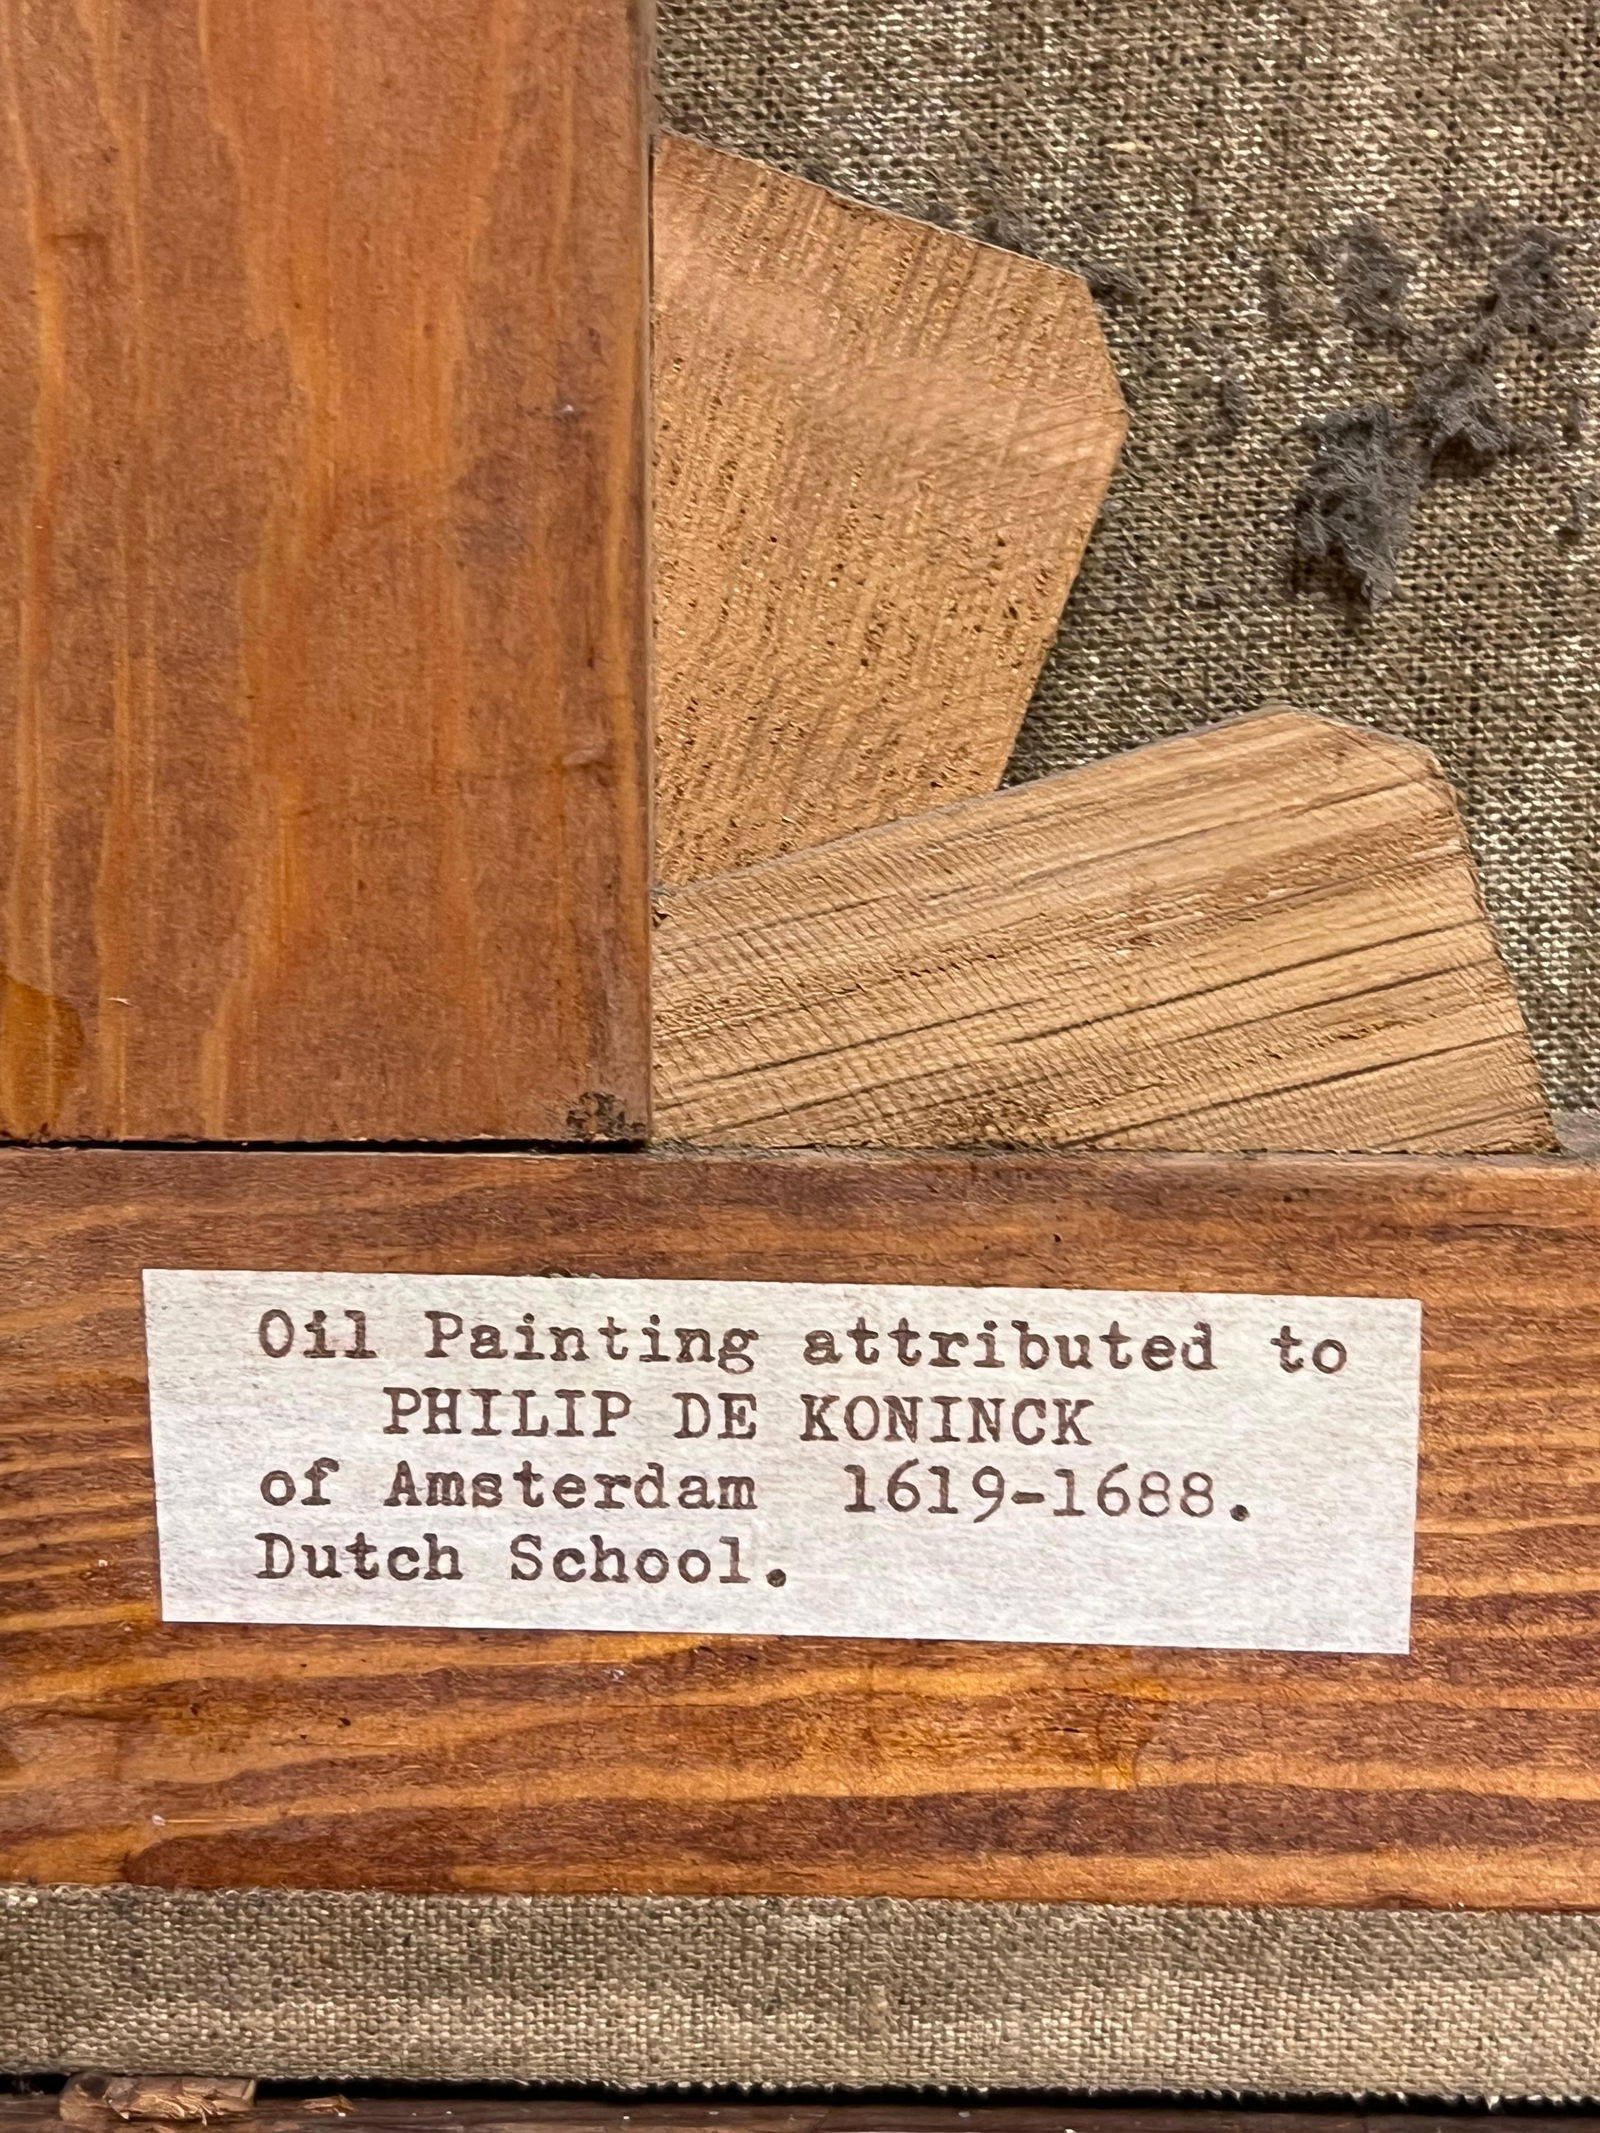 Oil Painting attributed to
PHILIP DE KONINCK
of Amsterdam 1619-1688.
Dutch School.